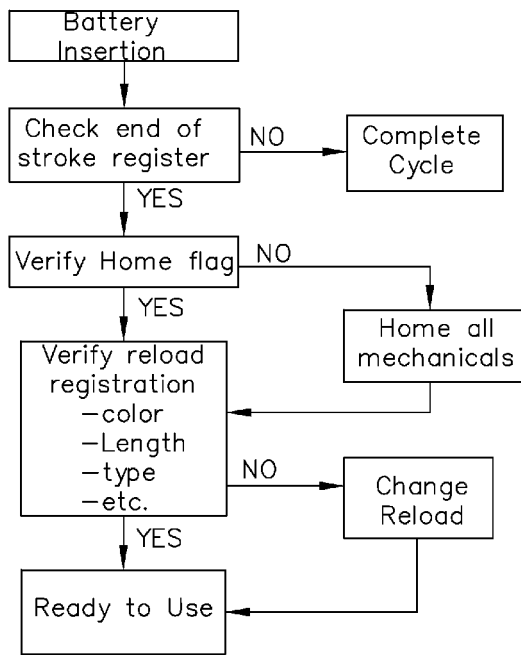 Battery
Insertion
Check end of
stroke register
NO
Complete
Cycle
YES
Verify Home flag
NO
YES
Home all
mechanicals
Verify reload
registration
—color
—Length
—type
—etc.
NO
Change
Reload
YES
Ready to Use